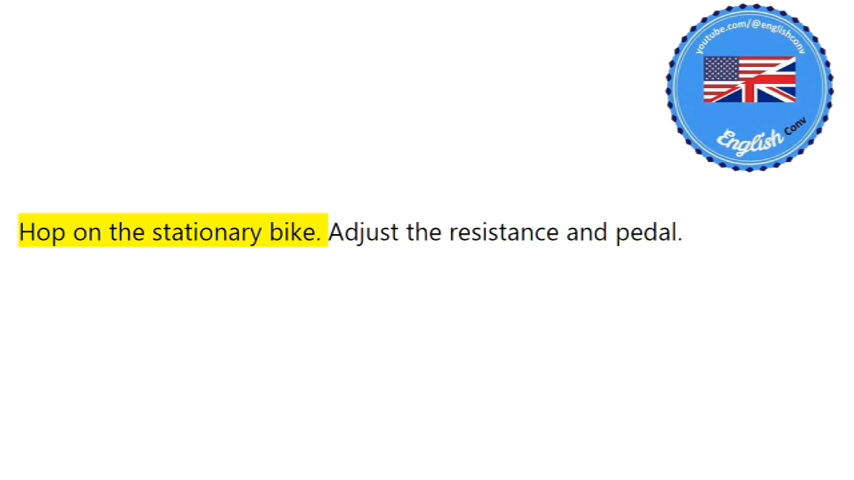 youtube.com/@englishconv
English Conv
Hop on the stationary bike. Adjust the resistance and pedal.